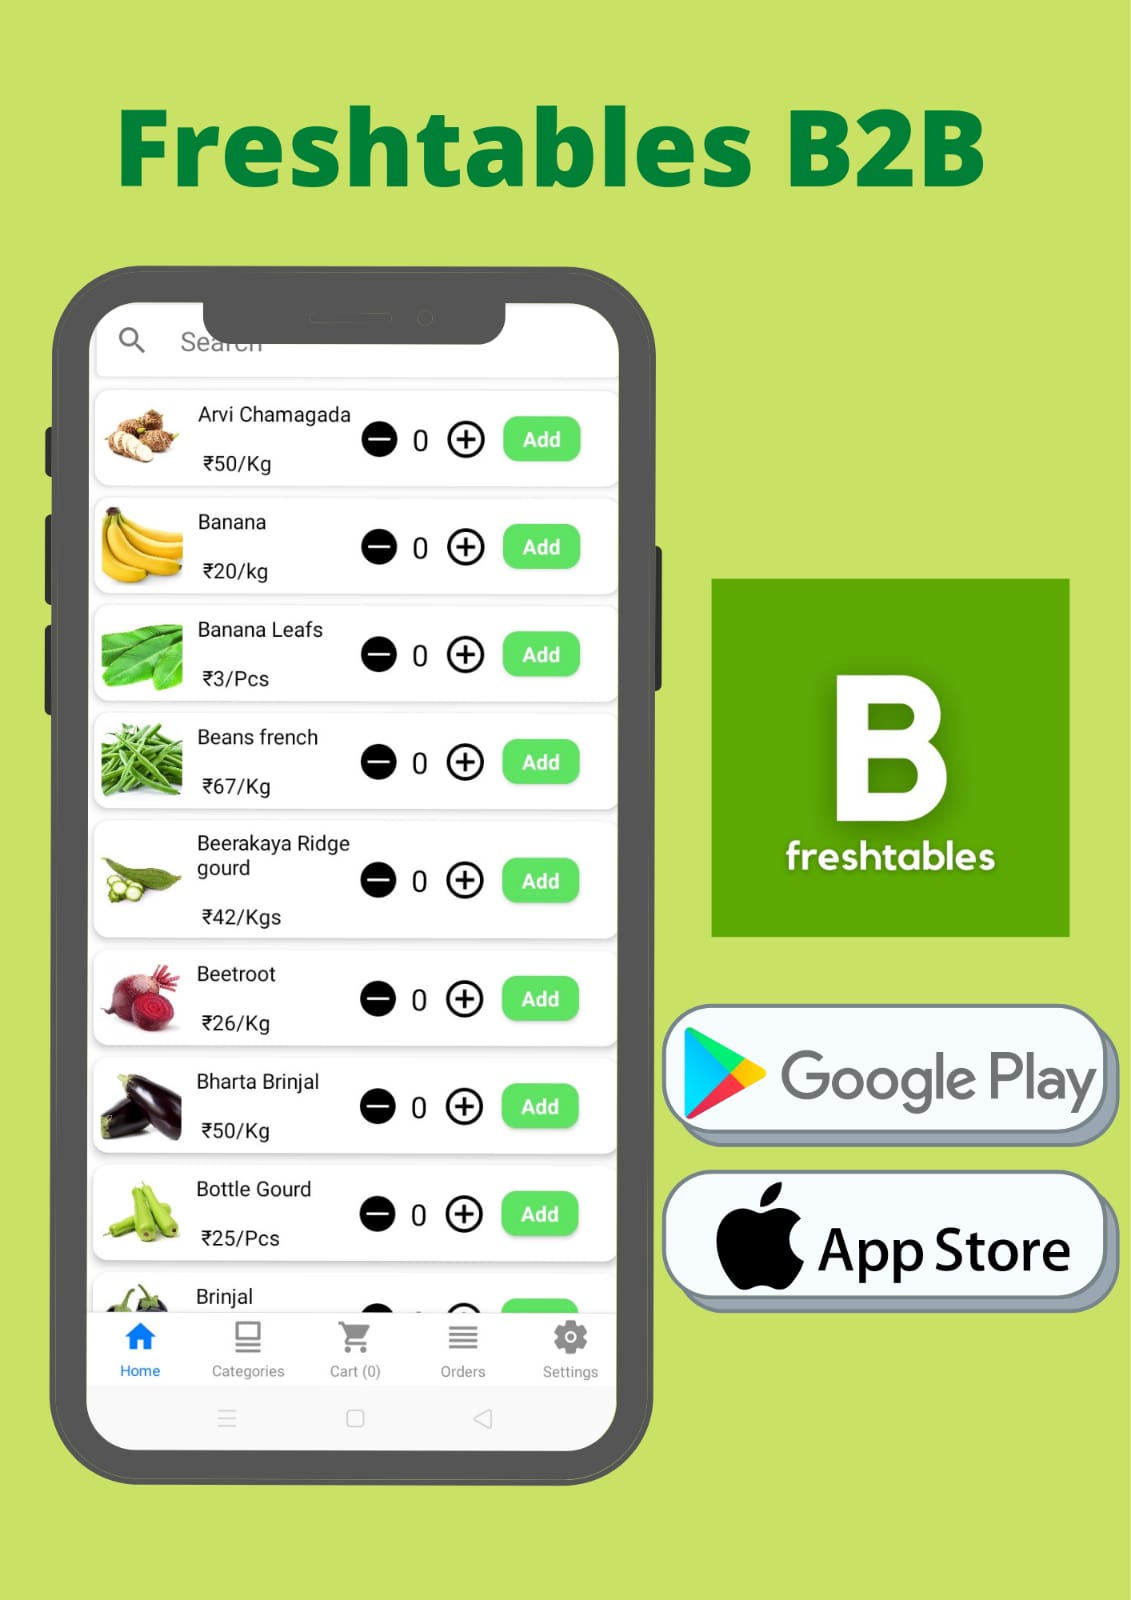 Freshtables B2B
Search
Arvi Chamagada
₹50/Kg
0
Add
Banana
₹20/kg
0
Add
Banana Leafs
₹3/Pcs
0
Add
Beans french
₹67/Kg
0
Add
Beerakaya Ridge
gourd
₹42/Kgs
0
Add
Beetroot
₹26/Kg
0
Add
Bharta Brinjal
₹50/Kg
0
Add
Bottle Gourd
₹25/Pcs
0
Add
Brinjal
Home
Categories
Cart (0)
Orders
Settings
B
freshtables
Google Play
App Store